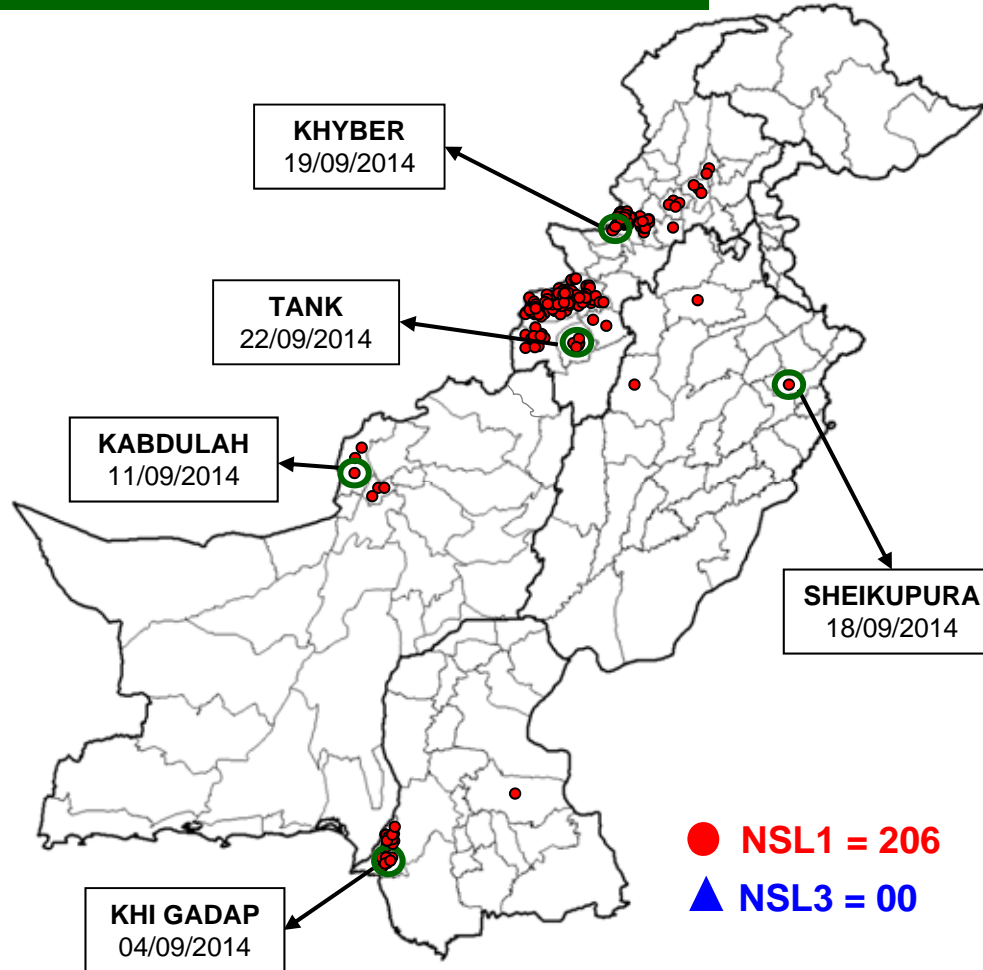 KHYBER
19/09/2014
TANK
22/09/2014
KABDULAH
11/09/2014
SHEIKUPURA
18/09/2014
NSL1 = 206
NSL3 = 00
KHI GADAP
04/09/2014